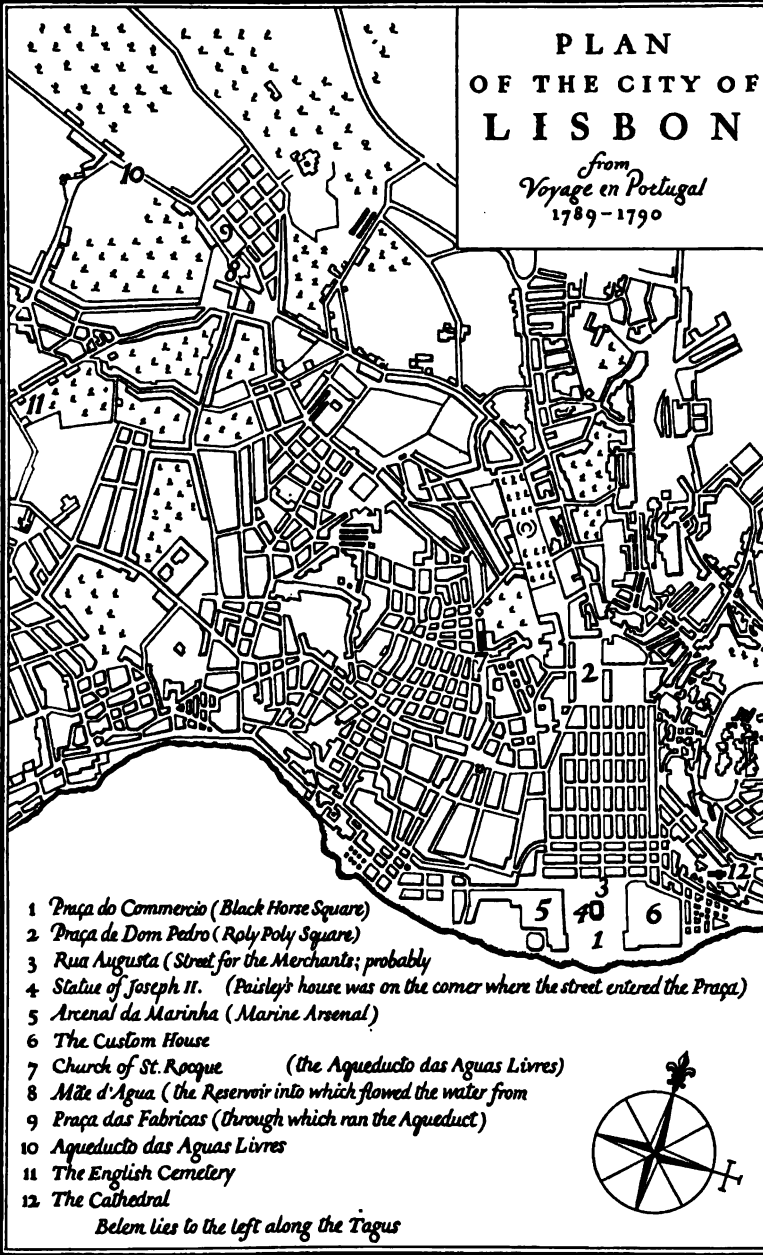 PLAN
OF THE CITY OF
LISBON
from
Voyage en Portugal
1789-1790
10
9
8
11
2
12
3
5
4
6
1
1 Praça do Commercio (Black Horse Square)
2 Praça de Dom Pedro (Roly Poly Square)
3 Rua Augusta (Street for the Merchants; probably
4 Statue of Joseph II. (Paisley's house was on the corner where the street entered the Praça)
5 Arcenal da Marinha (Marine Arsenal)
6 The Custom House
7 Church of St. Rocque (the Aqueducto das Aguas Livres)
8 Mãe d'Agua (the Reservoir into which flowed the water from
9 Praça das Fabricas (through which ran the Aqueduct)
10 Aqueducto das Aguas Livres
11 The English Cemetery
12 The Cathedral
Belem lies to the left along the Tagus